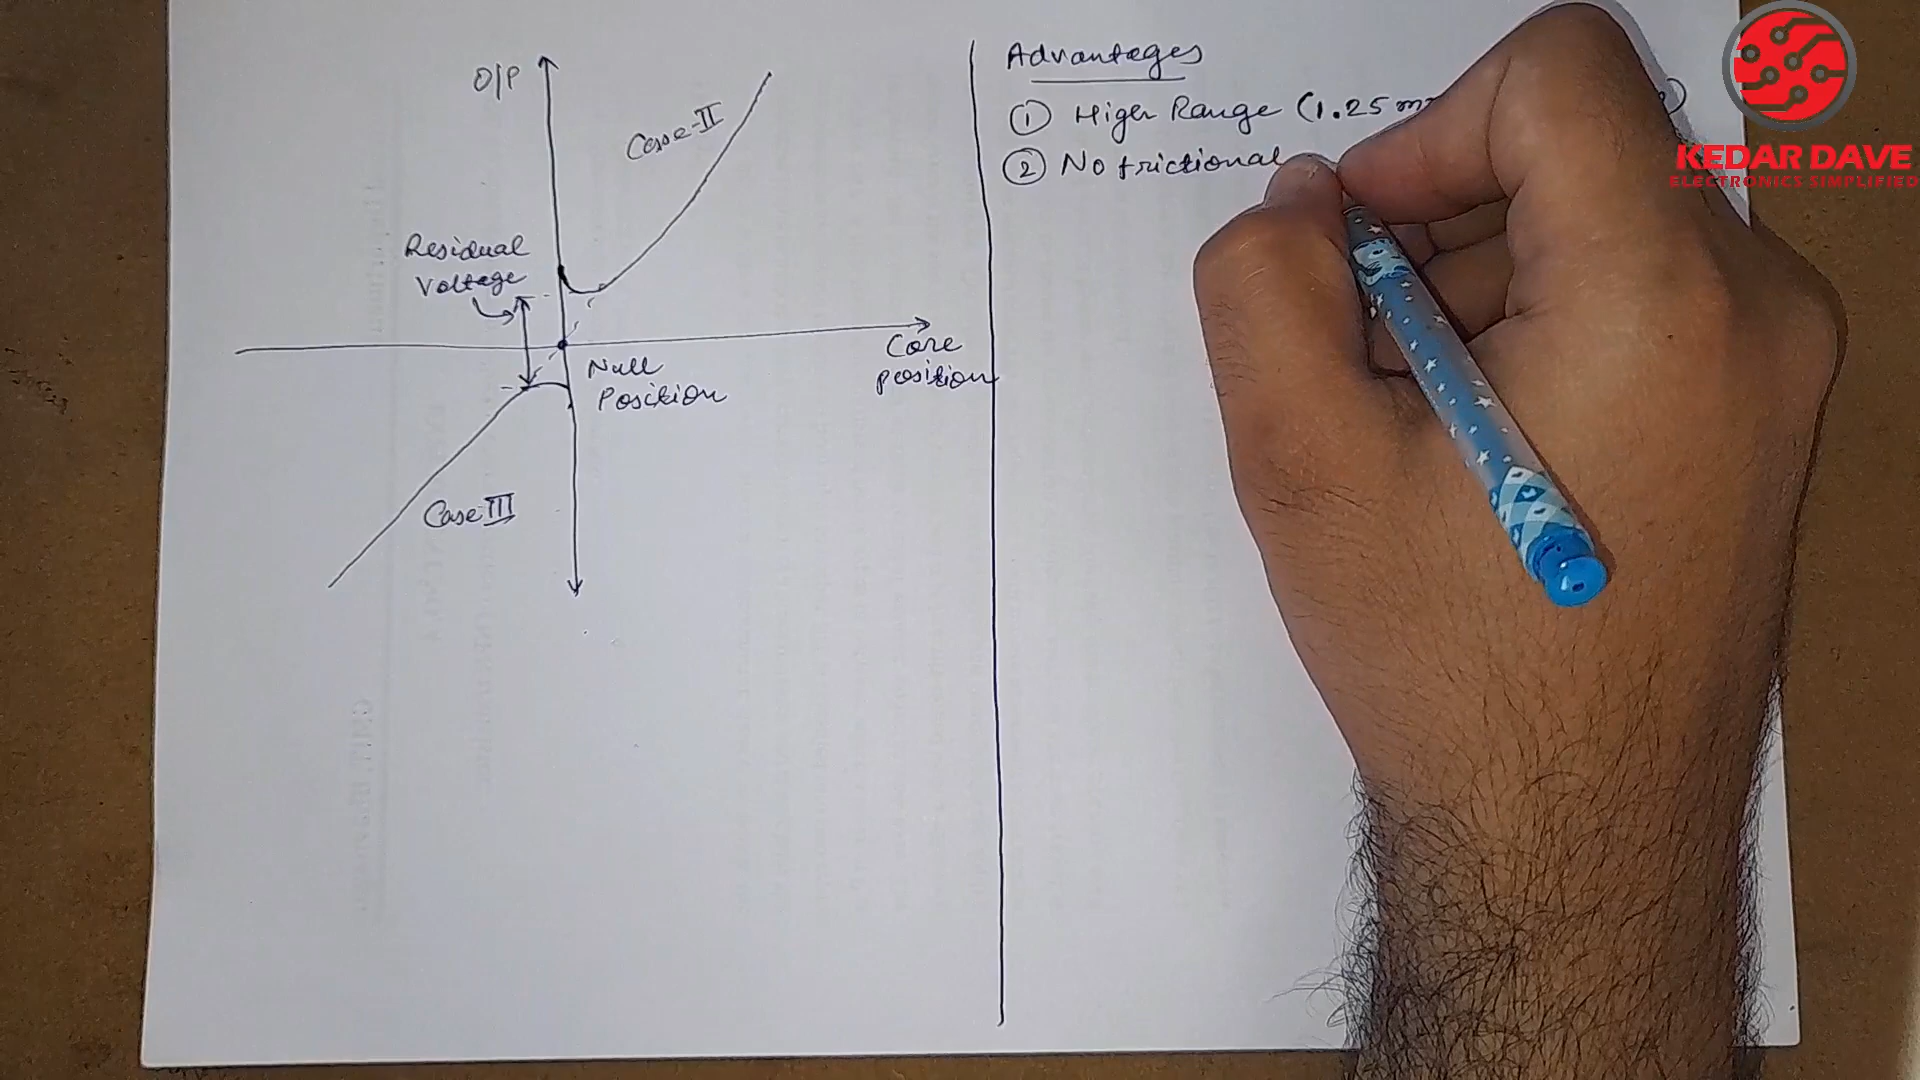 O/P
Case-II
Residual
Voltage
Null
Position
Core
position
Case III
Advantages
① Higer Range (1.25
② No frictional
KEDAR DAVE
ELECTRONICS SIMPLIFIED